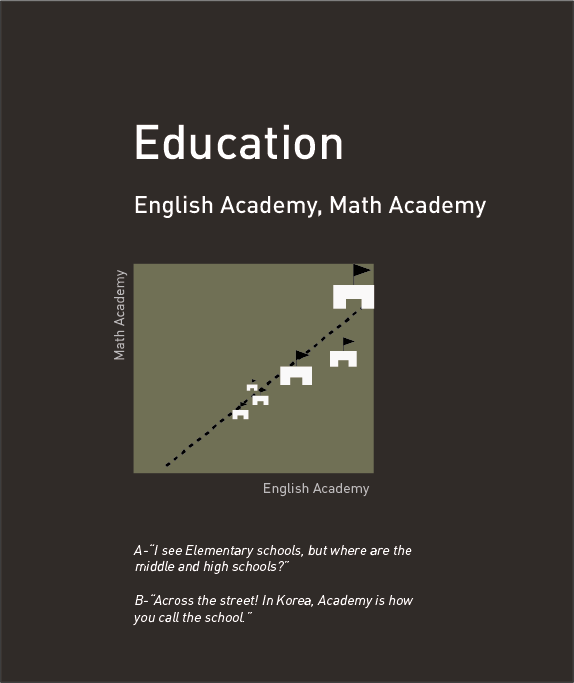 Education
English Academy, Math Academy
Math Academy
English Academy
A-"I see Elementary schools, but where are the
middle and high schools?"
B-"Across the street! In Korea, Academy is how
you call the school."